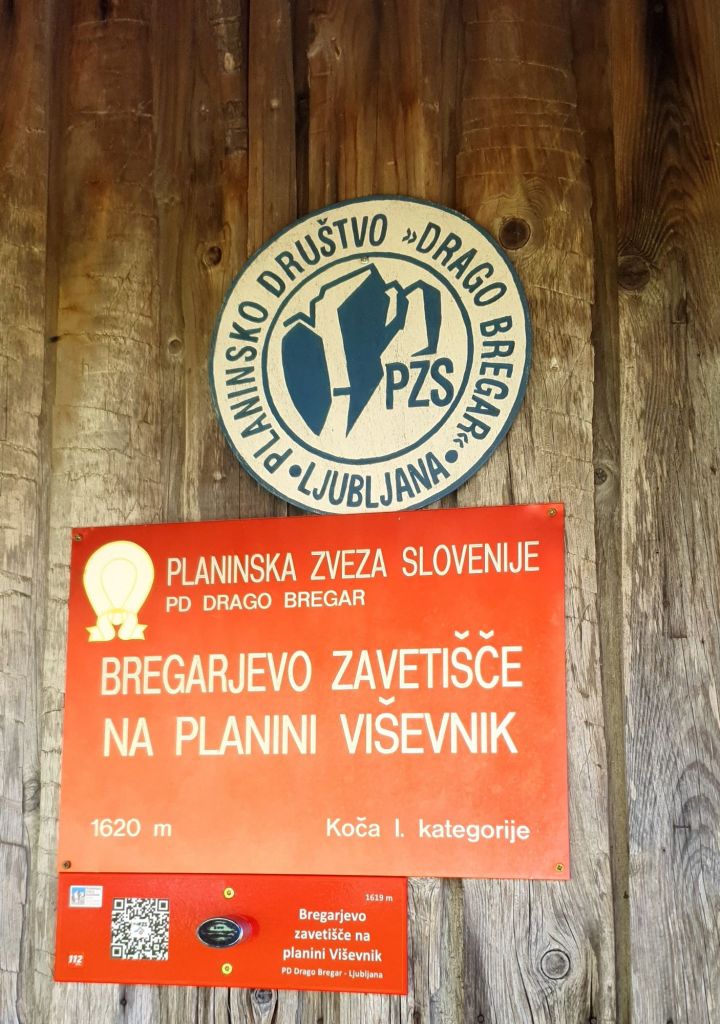 PLANINSKO DRUŠTVO »DRAGO BREGAR«
PZS
• LJUBLJANA •
PLANINSKA ZVEZA SLOVENIJE
PD DRAGO BREGAR
BREGARJEVO ZAVETIŠČE
NA PLANINI VIŠEVNIK
1620 m
Koča I. kategorije
1619 m
Bregarjevo
zavetišče na
planini Viševnik
PD Drago Bregar - Ljubljana
112